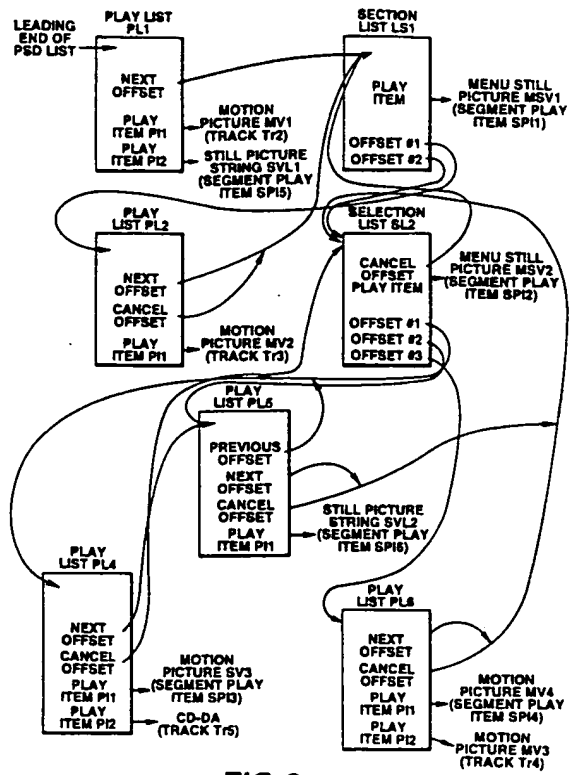 PLAY LIST
PL1
LEADING
END OF
PSD LIST
NEXT
OFFSET
PLAY
ITEM PI1
PLAY
ITEM PI2
MOTION
PICTURE MV1
(TRACK Tr2)
STILL PICTURE
STRING SVL1
(SEGMENT PLAY
ITEM SPI5)
SECTION
LIST LS1
PLAY
ITEM
OFFSET #1
OFFSET #2
MENU STILL
PICTURE MSV1
(SEGMENT PLAY
ITEM SPI1)
PLAY
LIST PL2
NEXT
OFFSET
CANCEL
OFFSET
PLAY
ITEM PI1
MOTION
PICTURE MV2
(TRACK Tr3)
SELECTION
LIST SL2
CANCEL
OFFSET
PLAY ITEM
OFFSET #1
OFFSET #2
OFFSET #3
MENU STILL
PICTURE MSV2
(SEGMENT PLAY
ITEM SPI2)
PLAY
LIST PL5
PREVIOUS
OFFSET
NEXT
OFFSET
CANCEL
OFFSET
PLAY
ITEM PI1
STILL PICTURE
STRING SVL2
(SEGMENT PLAY
ITEM SPI6)
PLAY
LIST PL4
NEXT
OFFSET
CANCEL
OFFSET
PLAY
ITEM PI1
PLAY
ITEM PI2
MOTION
PICTURE SV3
(SEGMENT PLAY
ITEM SPI3)
CD-DA
(TRACK Tr5)
PLAY
LIST PL6
NEXT
OFFSET
CANCEL
OFFSET
PLAY
ITEM PI1
PLAY
ITEM PI2
MOTION
PICTURE MV4
(SEGMENT PLAY
ITEM SPI4)
MOTION
PICTURE MV3
(TRACK Tr4)